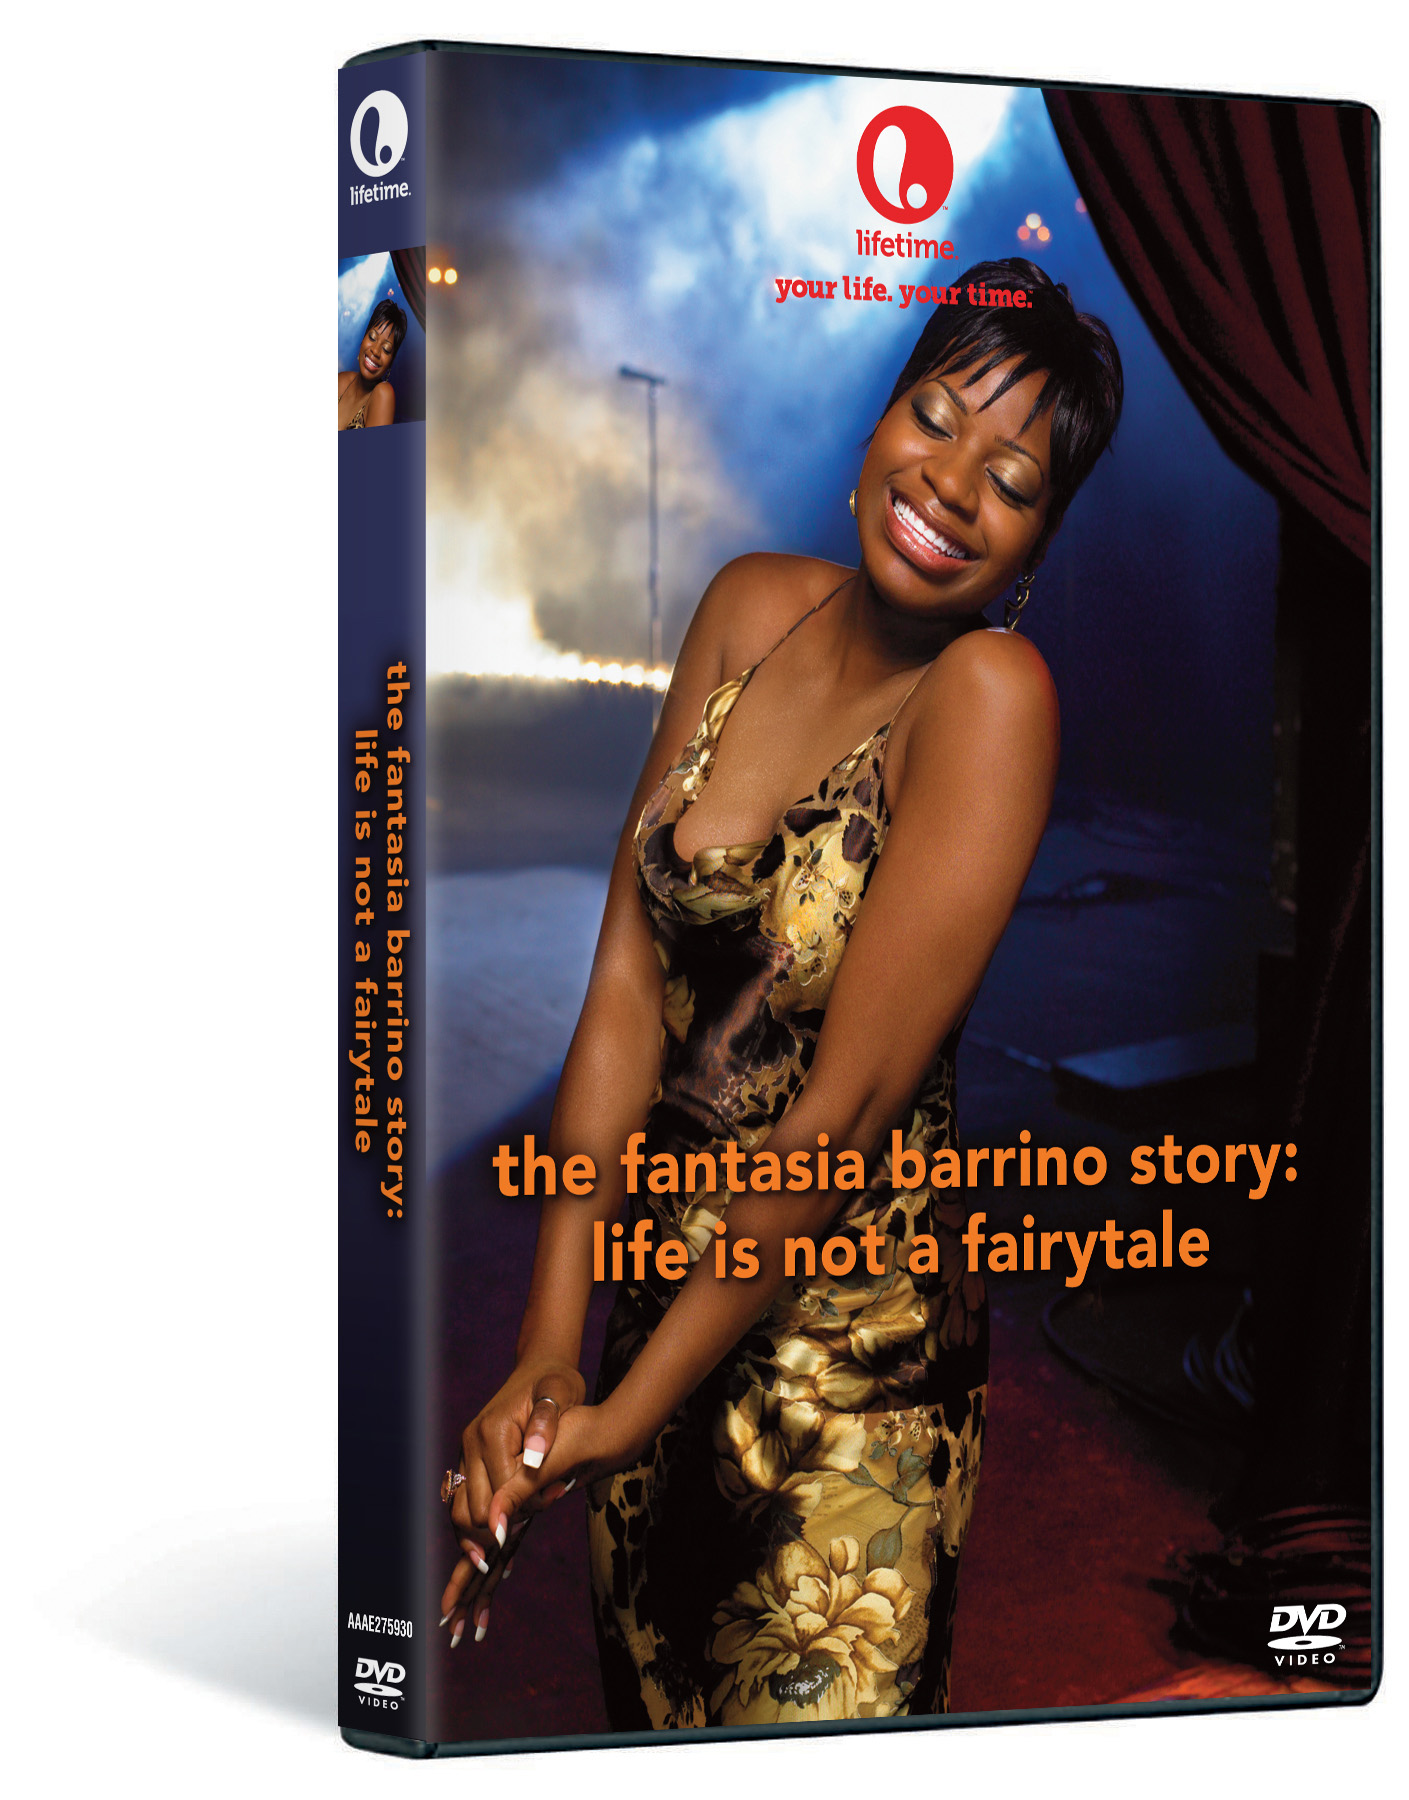 lifetime.
the fantasia barrino story:
life is not a fairytale
AAAE275930
DVD
VIDEO
lifetime.
your life. your time.
the fantasia barrino story:
life is not a fairytale
DVD
VIDEO